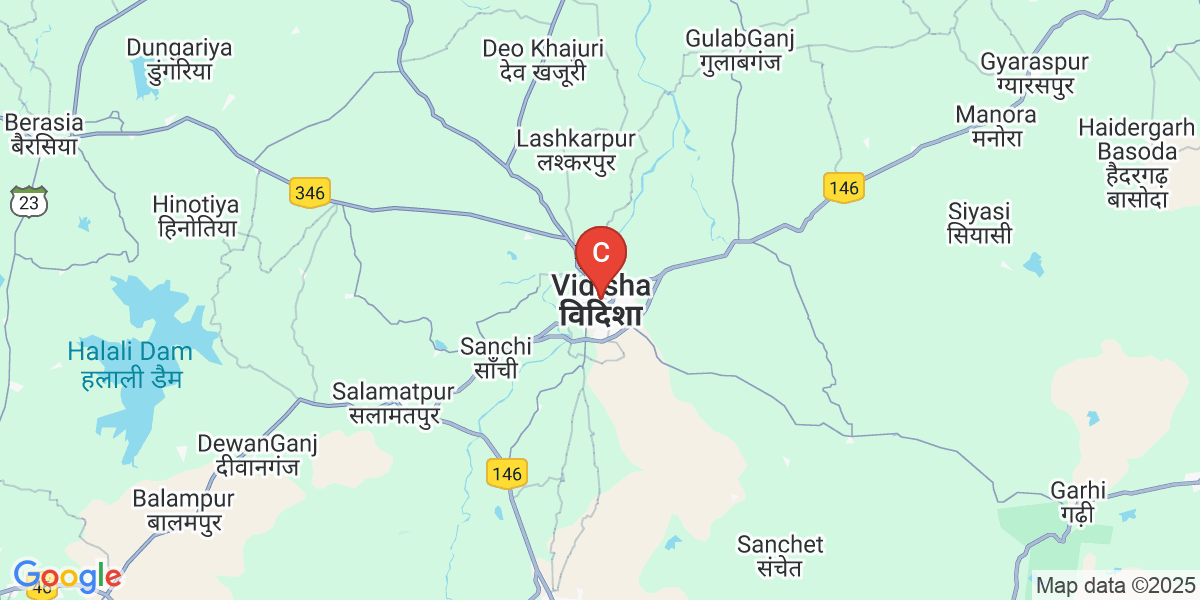 Dungariya
डुंगरिया
Deo Khajuri
देव खजूरी
GulabGanj
गुलाबगंज
Gyaraspur
ग्यारसपुर
Berasia
बैरसिया
Lashkarpur
लश्करपुर
Manora
मनोरा
Haidergarh
Basoda
हैदरगढ़
बासोदा
23
346
146
Hinotiya
हिनोतिया
Siyasi
सियासी
C
Vidisha
विदिशा
Sanchi
साँची
Halali Dam
हलाली डैम
Salamatpur
सलामतपुर
DewanGanj
दीवानगंज
146
Balampur
बालमपुर
Garhi
गढ़ी
Sanchet
संचेत
Google
46
Map data ©2025